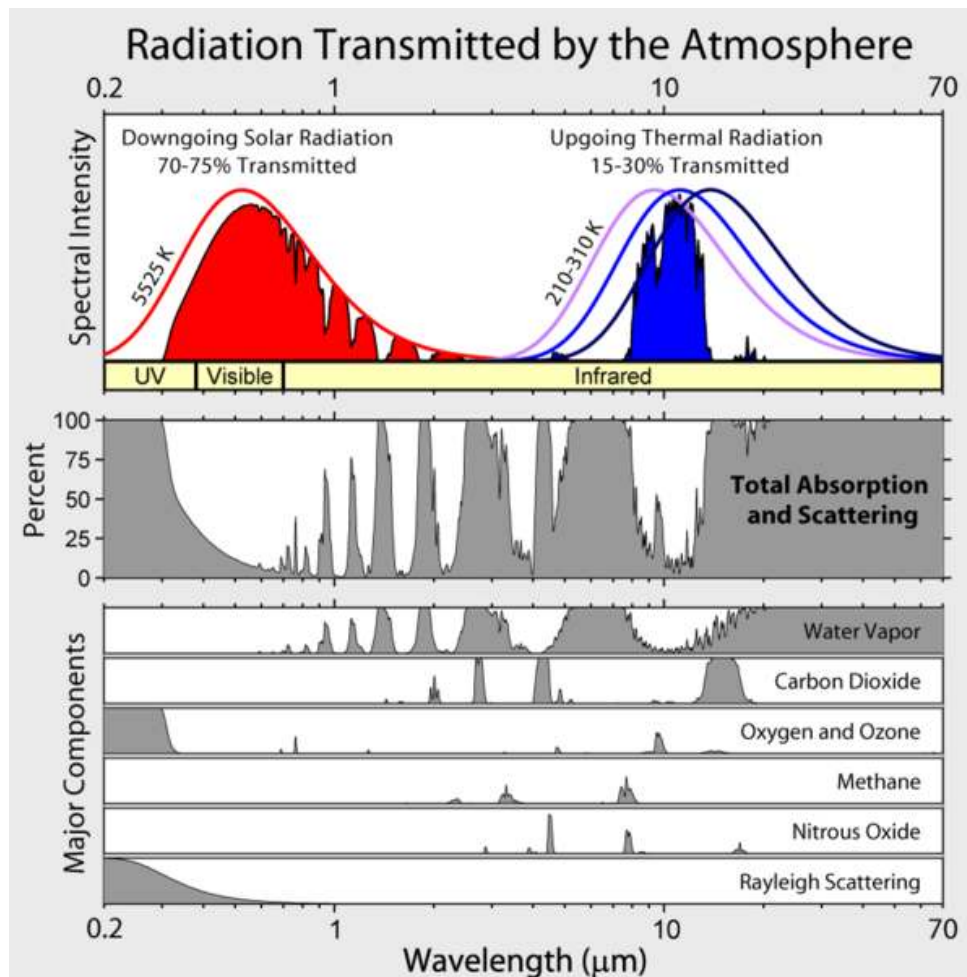 Radiation Transmitted by the Atmosphere
0.2 1 10 70
Downgoing Solar Radiation
70-75% Transmitted
Upgoing Thermal Radiation
15-30% Transmitted
Spectral Intensity
5525 K
210-310 K
UV Visible Infrared
Percent
100
75
50
25
0
Total Absorption
and Scattering
Major Components
Water Vapor
Carbon Dioxide
Oxygen and Ozone
Methane
Nitrous Oxide
Rayleigh Scattering
0.2 1 10 70
Wavelength (μm)